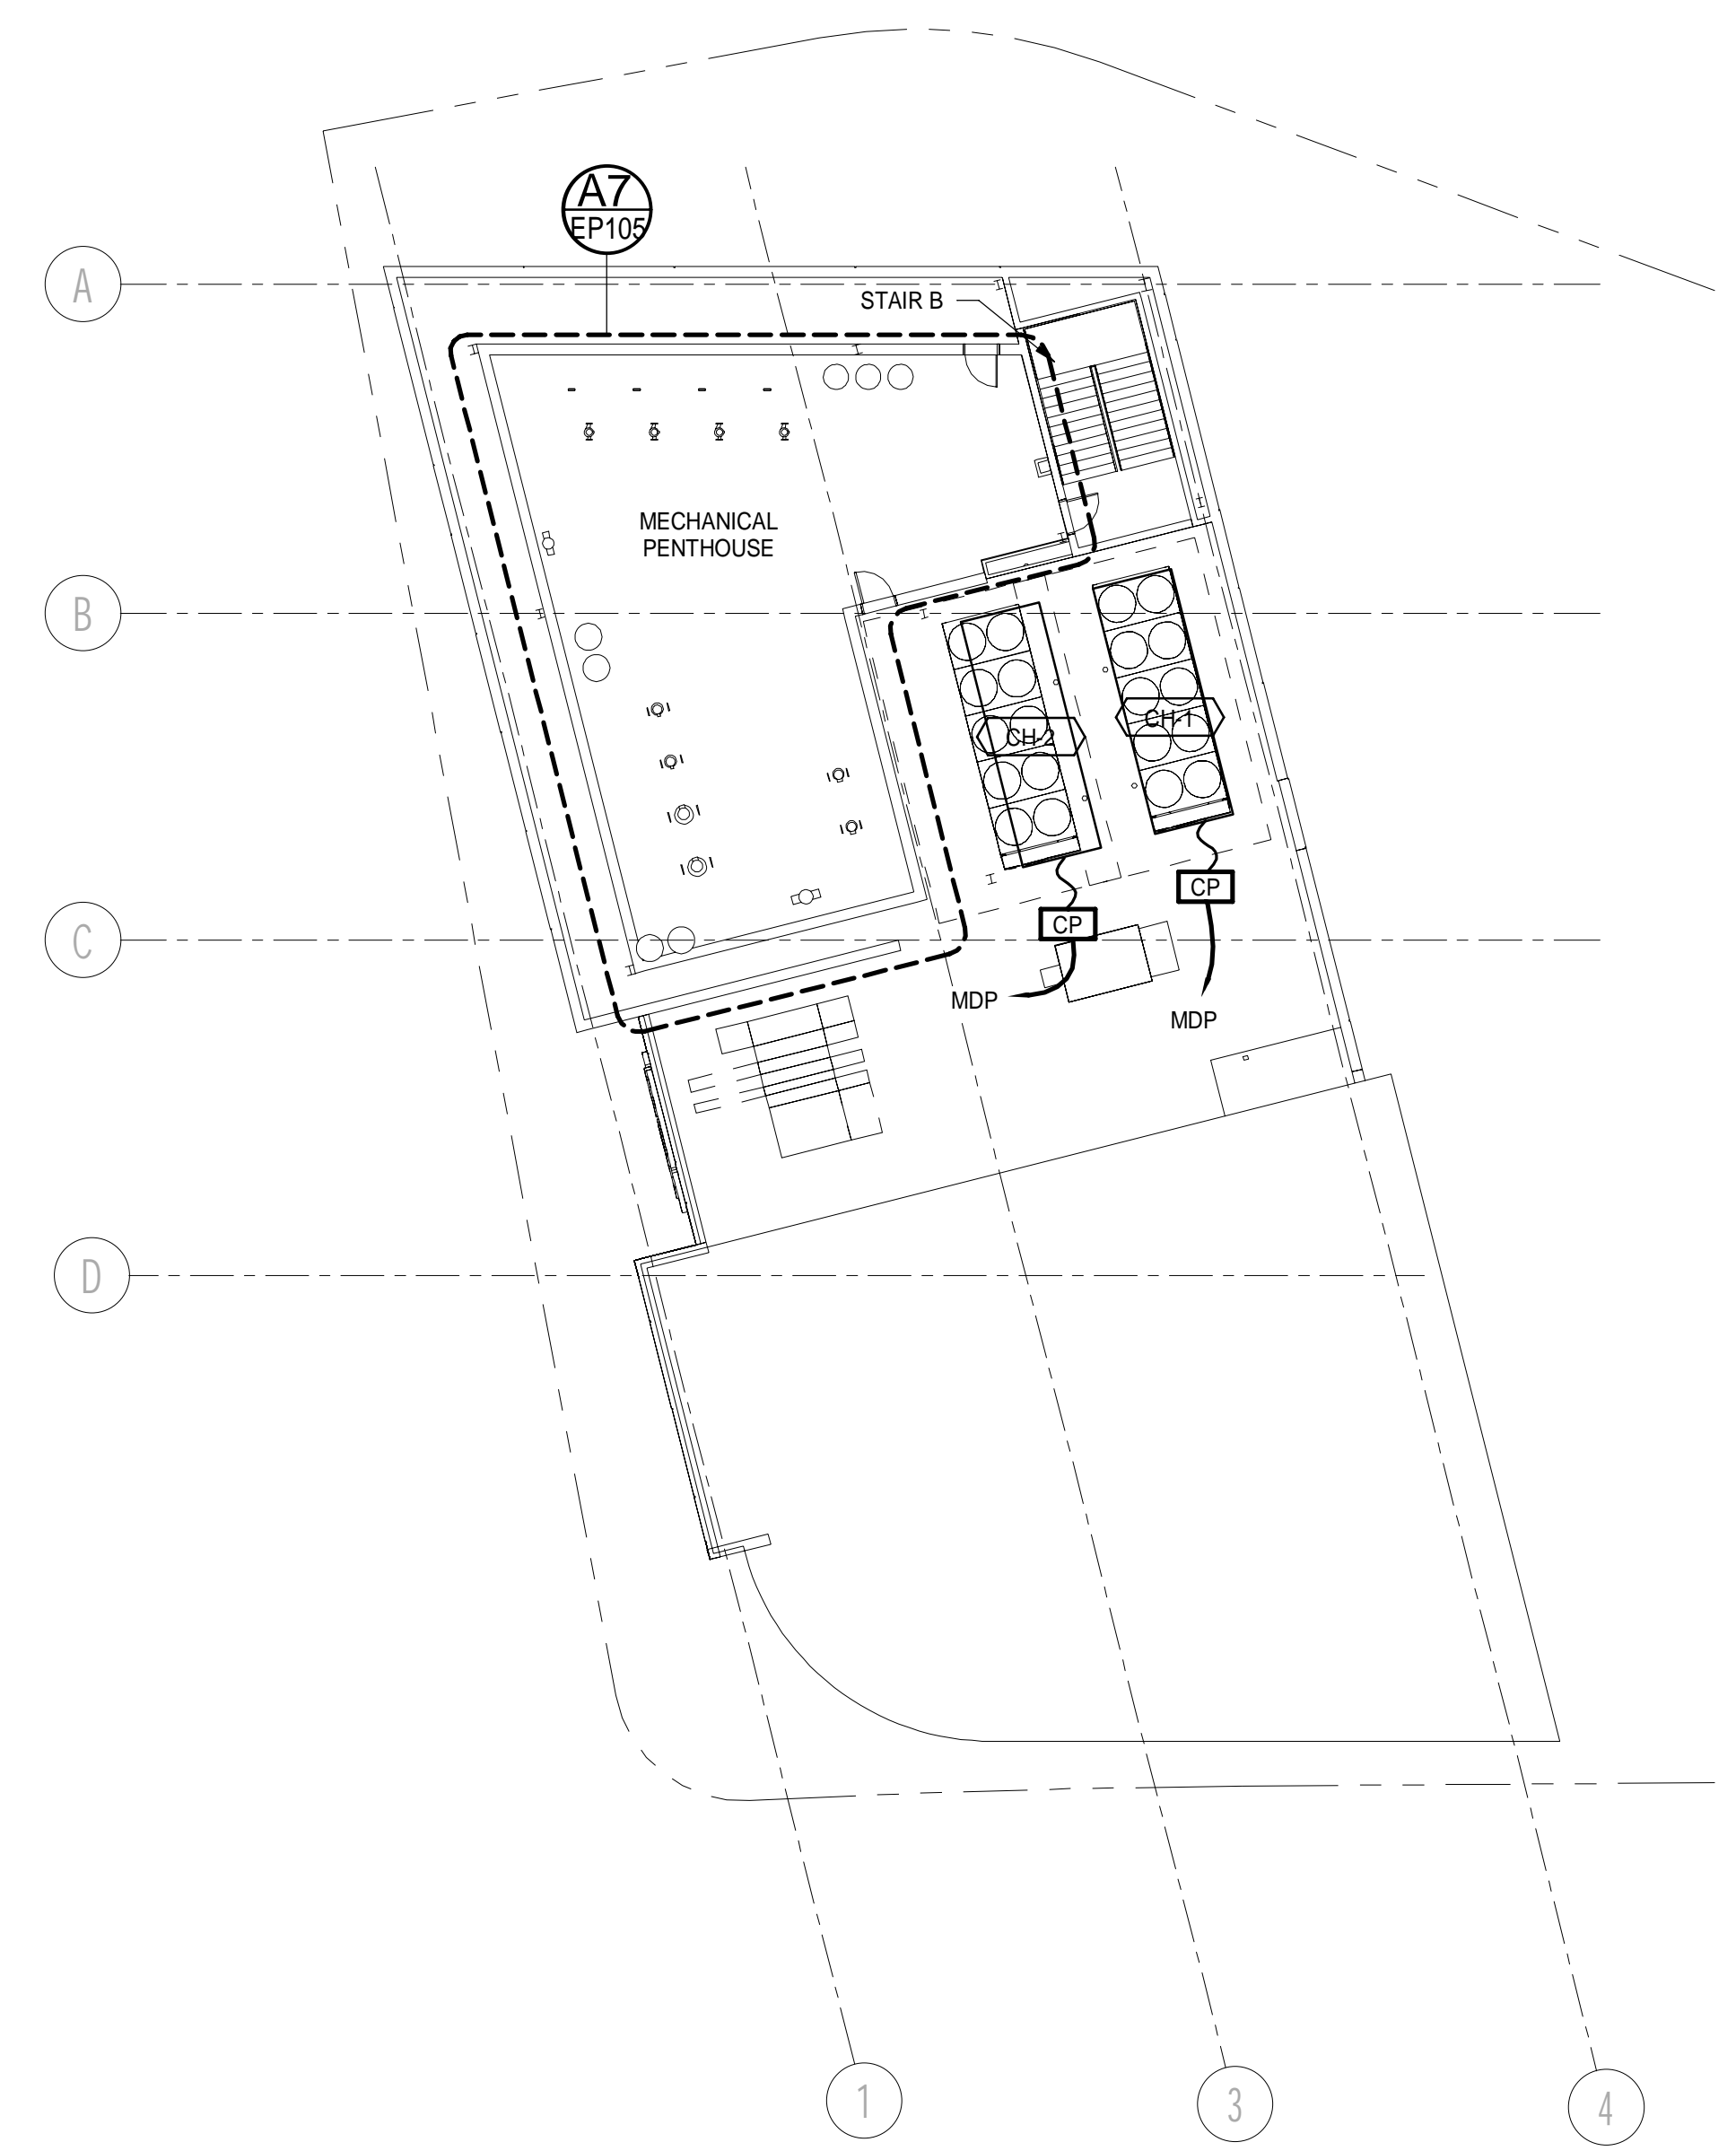 A7
EP105
A
STAIR B
MECHANICAL
PENTHOUSE
B
CH-1
CH-2
CP
CP
C
MDP
MDP
D
1
3
4